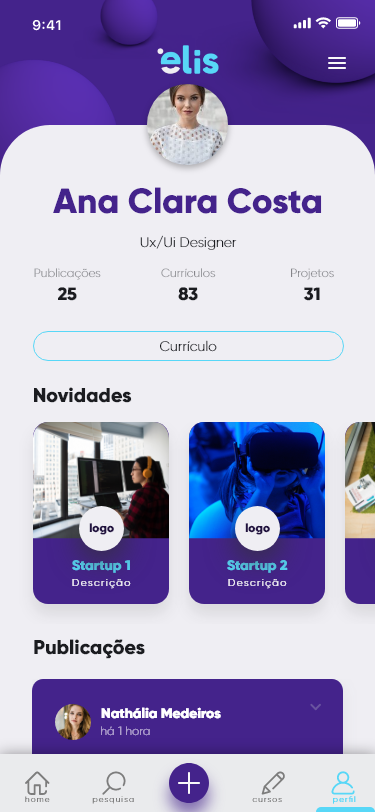 9:41
elis
Ana Clara Costa
Ux/Ui Designer
Publicações Currículos Projetos
25 83 31
Currículo
Novidades
logo logo
Startup 1 Startup 2
Descrição Descrição
Publicações
Nathália Medeiros
há 1 hora
home pesquisa cursos perfil